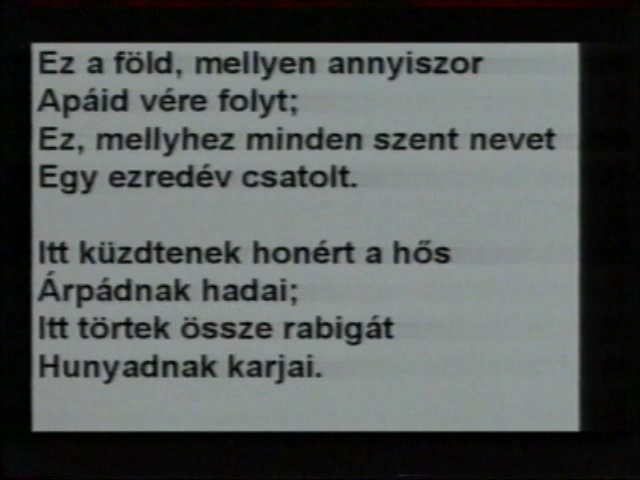 Ez a föld, mellyen annyiszor
Apáid vére folyt;
Ez, mellyhez minden szent nevet
Egy ezredév csatolt.
Itt küzdtenek honért a hős
Árpádnak hadai;
Itt törtek össze rabigát
Hunyadnak karjai.